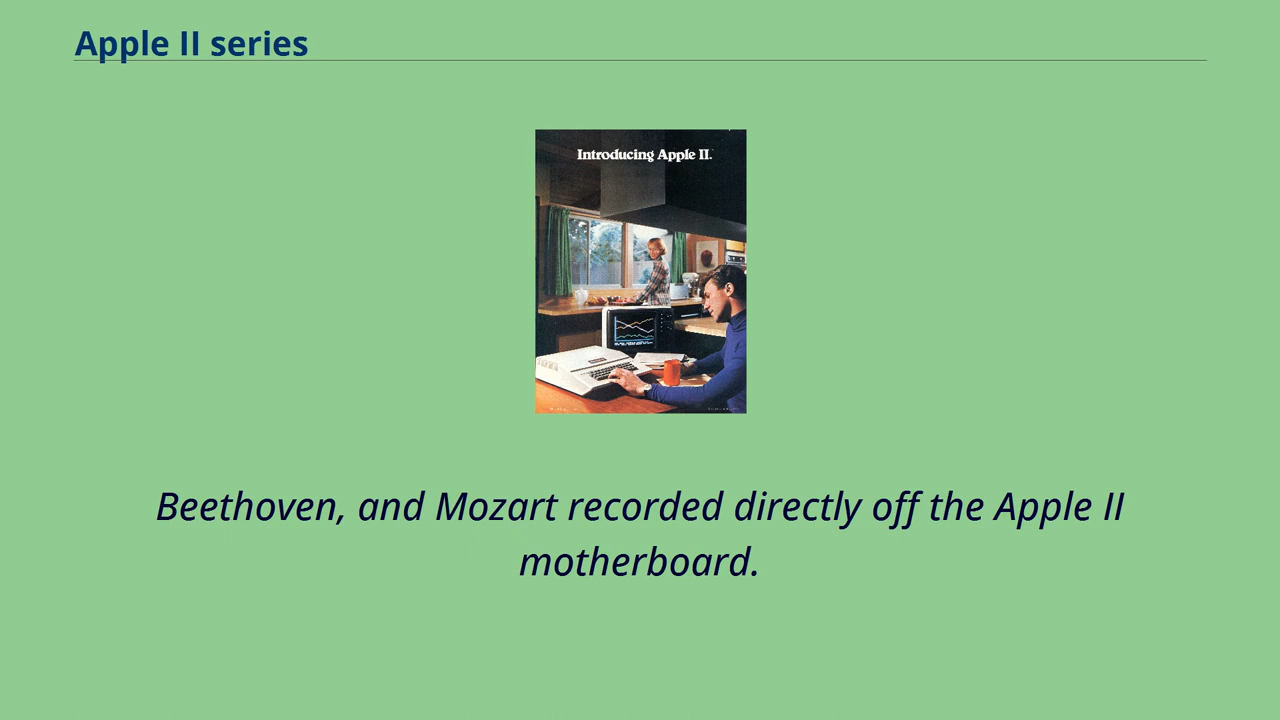 Apple II series
Introducing Apple II.
Beethoven, and Mozart recorded directly off the Apple II
motherboard.